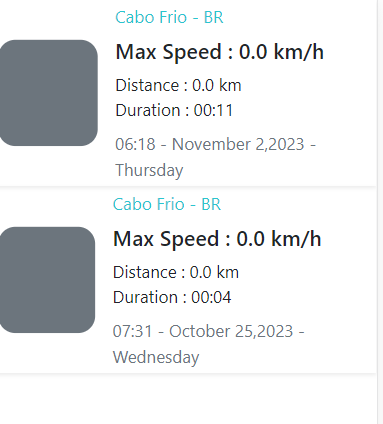 Cabo Frio - BR
Max Speed : 0.0 km/h
Distance : 0.0 km
Duration : 00:11
06:18 - November 2,2023 -
Thursday
Cabo Frio - BR
Max Speed : 0.0 km/h
Distance : 0.0 km
Duration : 00:04
07:31 - October 25,2023 -
Wednesday